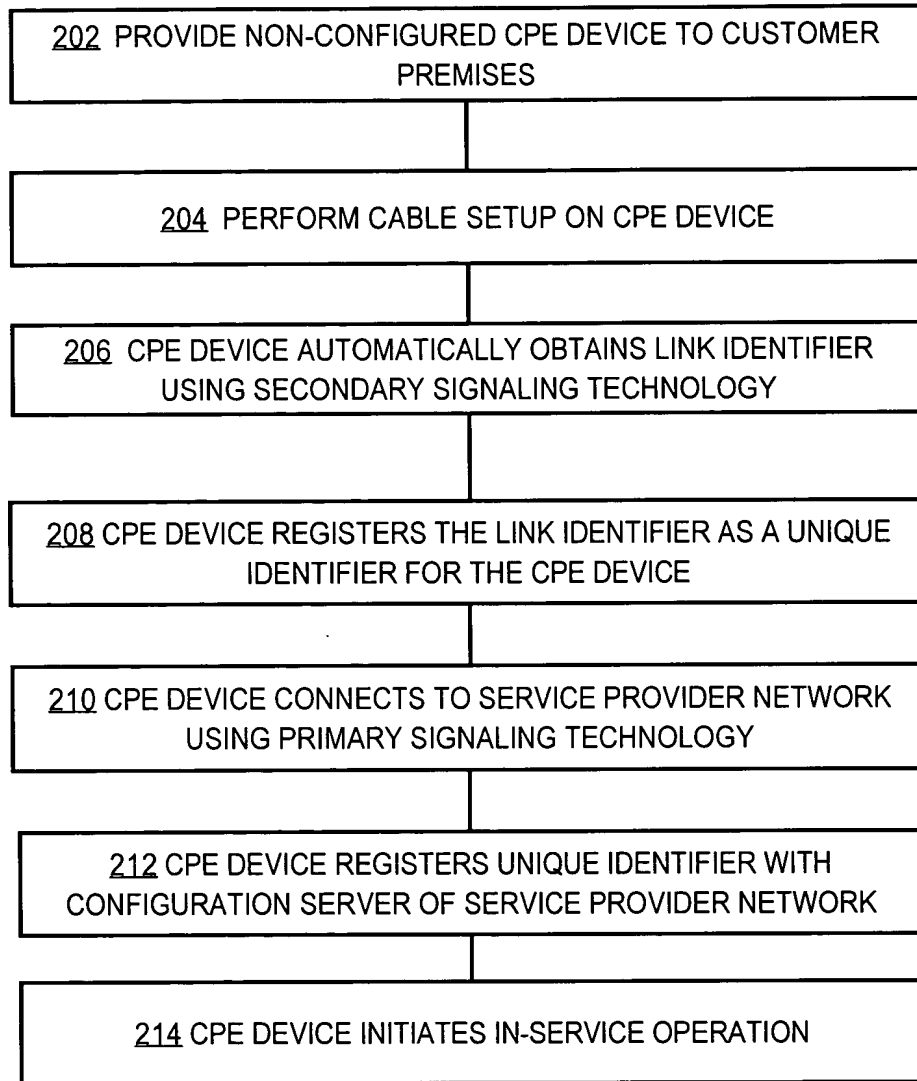 202 PROVIDE NON-CONFIGURED CPE DEVICE TO CUSTOMER
PREMISES
204 PERFORM CABLE SETUP ON CPE DEVICE
206 CPE DEVICE AUTOMATICALLY OBTAINS LINK IDENTIFIER
USING SECONDARY SIGNALING TECHNOLOGY
208 CPE DEVICE REGISTERS THE LINK IDENTIFIER AS A UNIQUE
IDENTIFIER FOR THE CPE DEVICE
210 CPE DEVICE CONNECTS TO SERVICE PROVIDER NETWORK
USING PRIMARY SIGNALING TECHNOLOGY
212 CPE DEVICE REGISTERS UNIQUE IDENTIFIER WITH
CONFIGURATION SERVER OF SERVICE PROVIDER NETWORK
214 CPE DEVICE INITIATES IN-SERVICE OPERATION